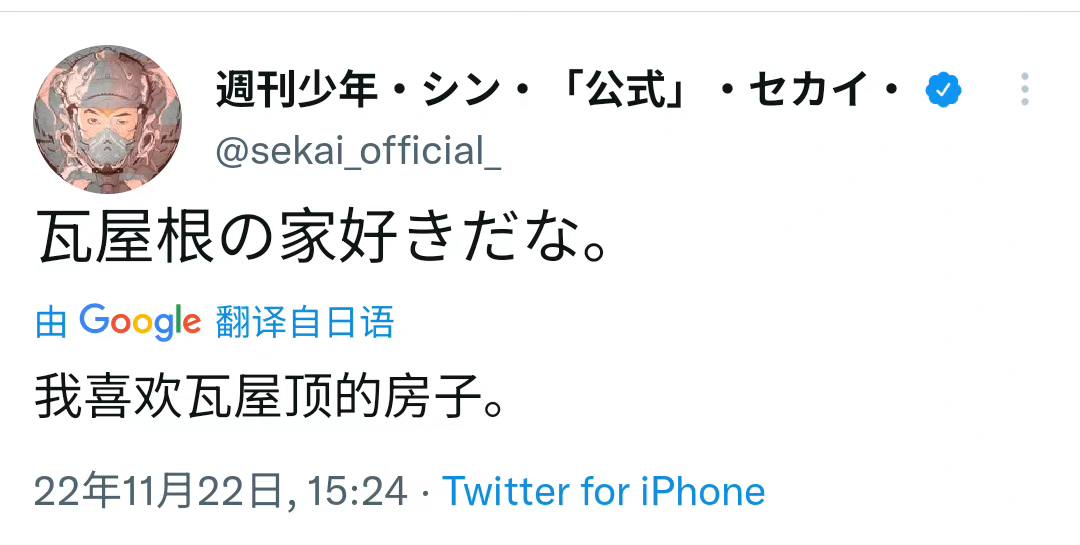 週刊少年・シン・「公式」・セカイ・
@sekai_official_
瓦屋根の家好きだな。
由 Google 翻译自日语
我喜欢瓦屋顶的房子。
22年11月22日, 15:24 · Twitter for iPhone